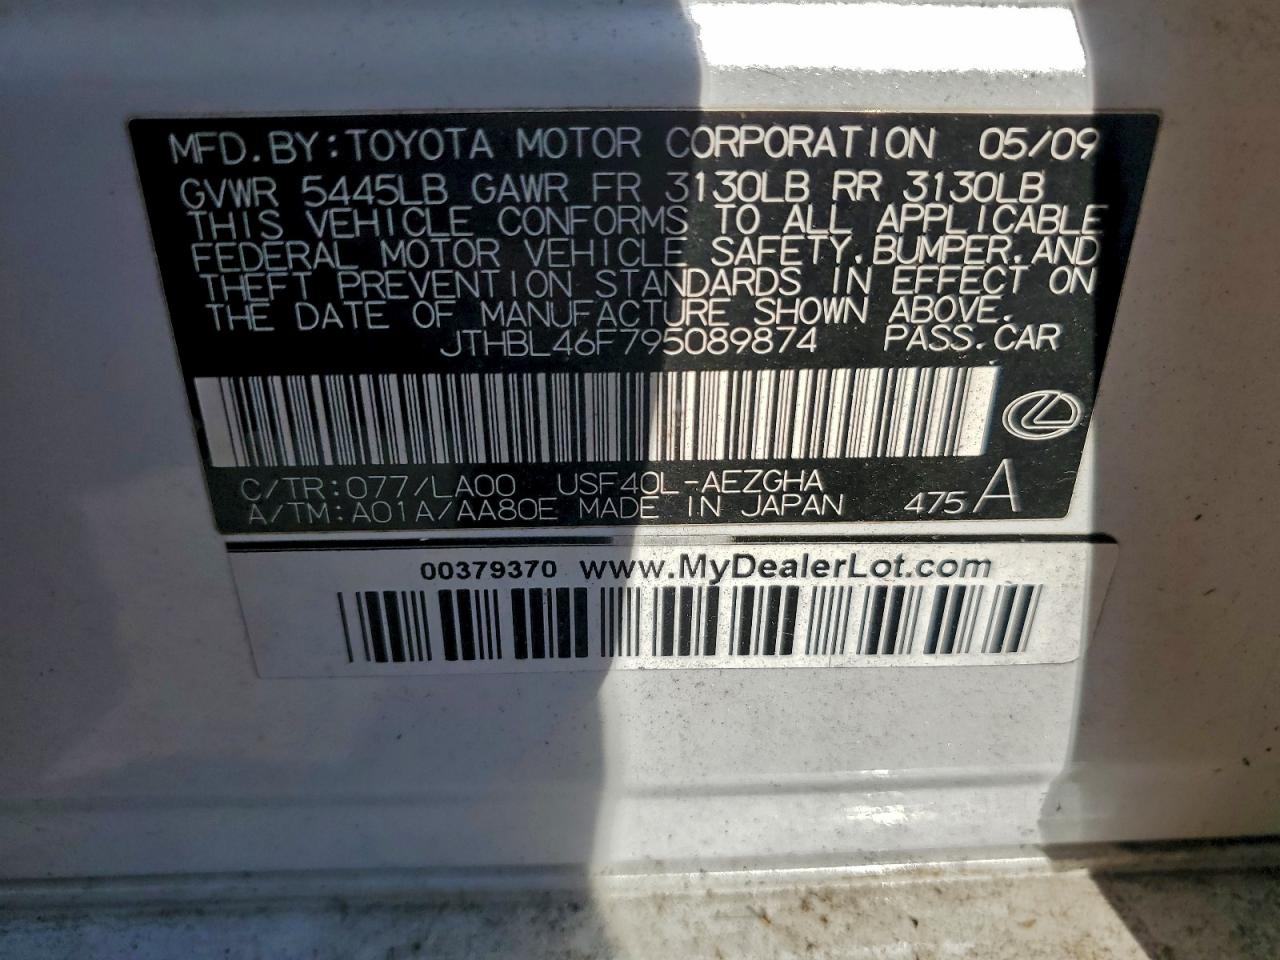 MFD.BY:TOYOTA MOTOR CORPORATION 05/09
GVWR 5445LB GAWR FR 3130LB RR 3130LB
THIS VEHICLE CONFORMS TO ALL APPLICABLE
FEDERAL MOTOR VEHICLE SAFETY,BUMPER,AND
THEFT PREVENTION STANDARDS IN EFFECT ON
THE DATE OF MANUFACTURE SHOWN ABOVE.
JTHBL46F795089874 PASS.CAR
C/TR:077/LA00 USF40L-AEZGHA
A/TM:A01A/AA80E MADE IN JAPAN 475 A
00379370 www.MyDealerLot.com